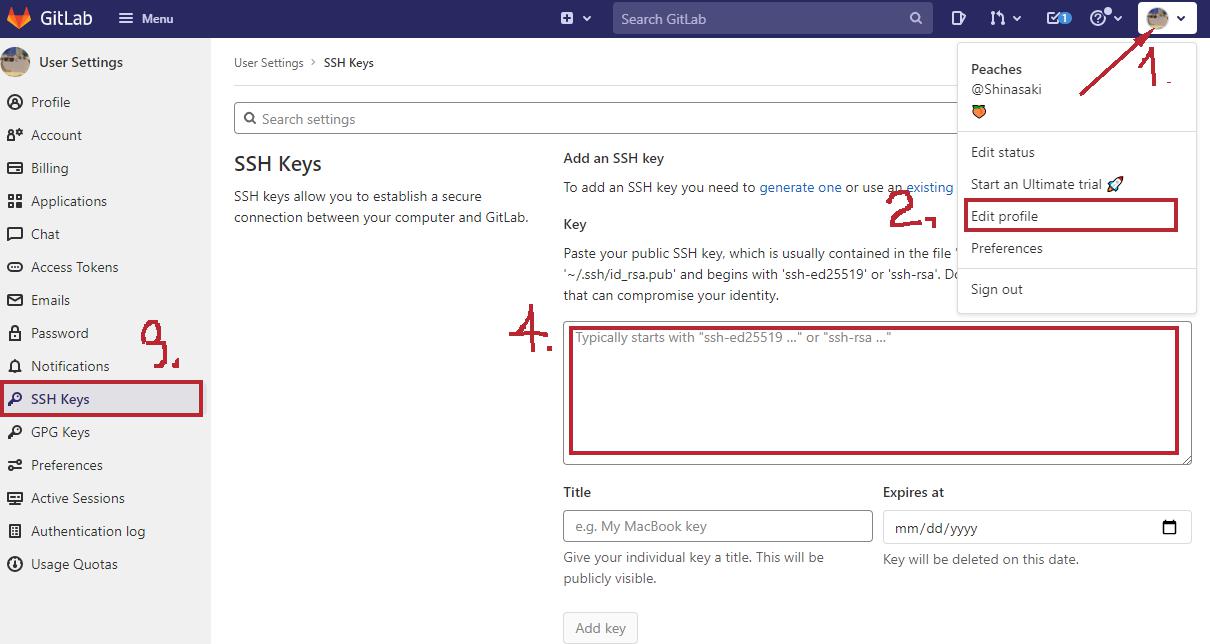 GitLab
Menu
Search GitLab
1
1.
User Settings
Profile
Account
Billing
Applications
Chat
Access Tokens
Emails
Password
9.
Notifications
SSH Keys
GPG Keys
Preferences
Active Sessions
Authentication log
Usage Quotas
User Settings > SSH Keys
Search settings
SSH Keys
SSH keys allow you to establish a secure
connection between your computer and GitLab.
Add an SSH key
To add an SSH key you need to generate one or use an existing
Key
Paste your public SSH key, which is usually contained in the file '
'~/.ssh/id_rsa.pub' and begins with 'ssh-ed25519' or 'ssh-rsa'. Do
that can compromise your identity.
4.
Typically starts with "ssh-ed25519 ..." or "ssh-rsa ..."
Title
e.g. My MacBook key
Give your individual key a title. This will be
publicly visible.
Expires at
mm/dd/yyyy
Key will be deleted on this date.
Add key
Peaches
@Shinasaki
Edit status
Start an Ultimate trial
2.
Edit profile
Preferences
Sign out